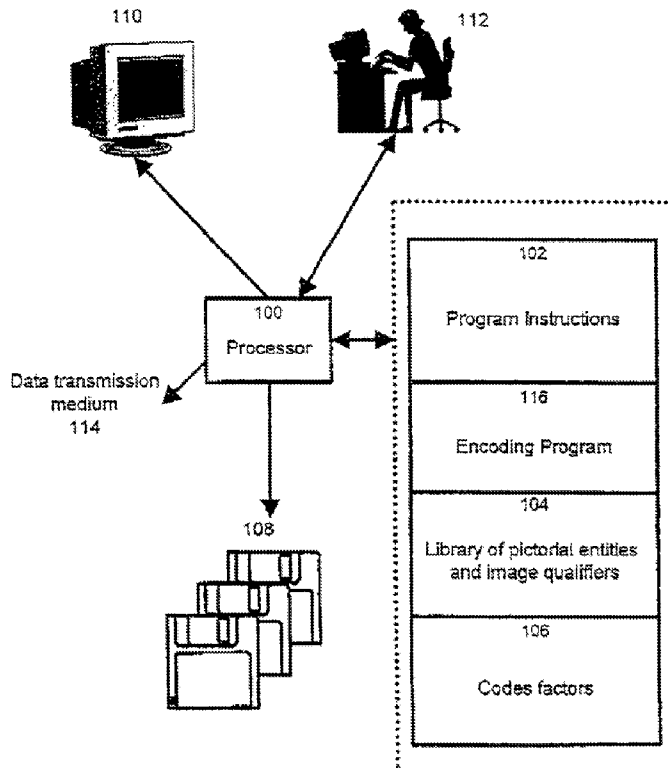 110
112
102
Program Instructions
100
Processor
116
Encoding Program
Data transmission
medium
114
104
Library of pictorial entities
and image qualifiers
108
106
Codes factors